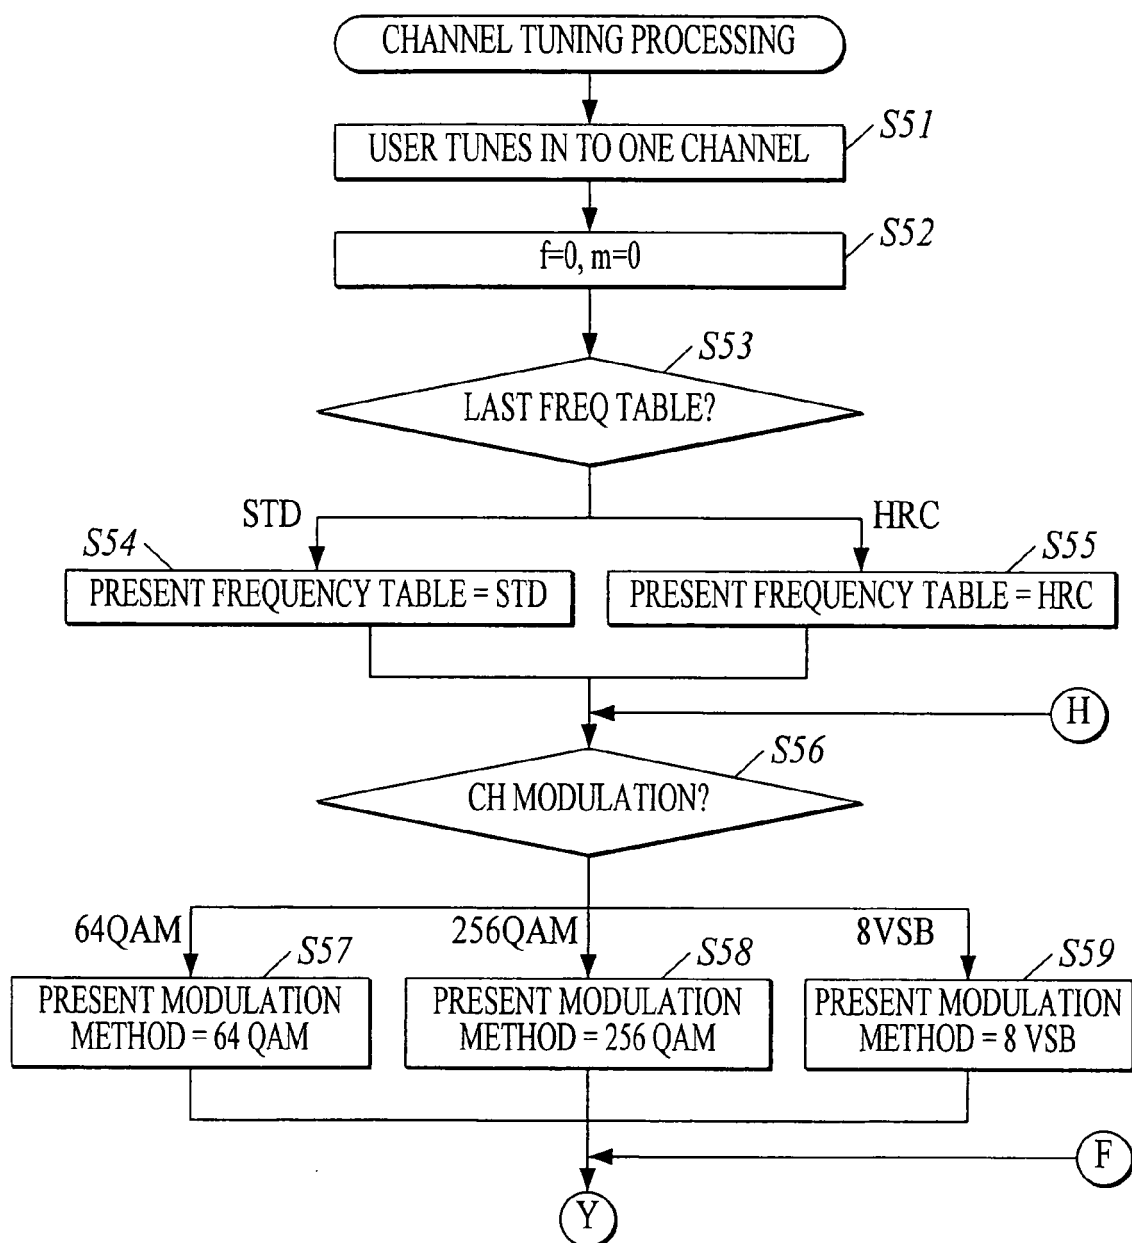 CHANNEL TUNING PROCESSING
S51
USER TUNES IN TO ONE CHANNEL
S52
f=0, m=0
S53
LAST FREQ TABLE?
STD
HRC
S54
S55
PRESENT FREQUENCY TABLE = STD
PRESENT FREQUENCY TABLE = HRC
H
S56
CH MODULATION?
64QAM
256QAM
8VSB
S57
S58
S59
PRESENT MODULATION
METHOD = 64 QAM
PRESENT MODULATION
METHOD = 256 QAM
PRESENT MODULATION
METHOD = 8 VSB
F
Y